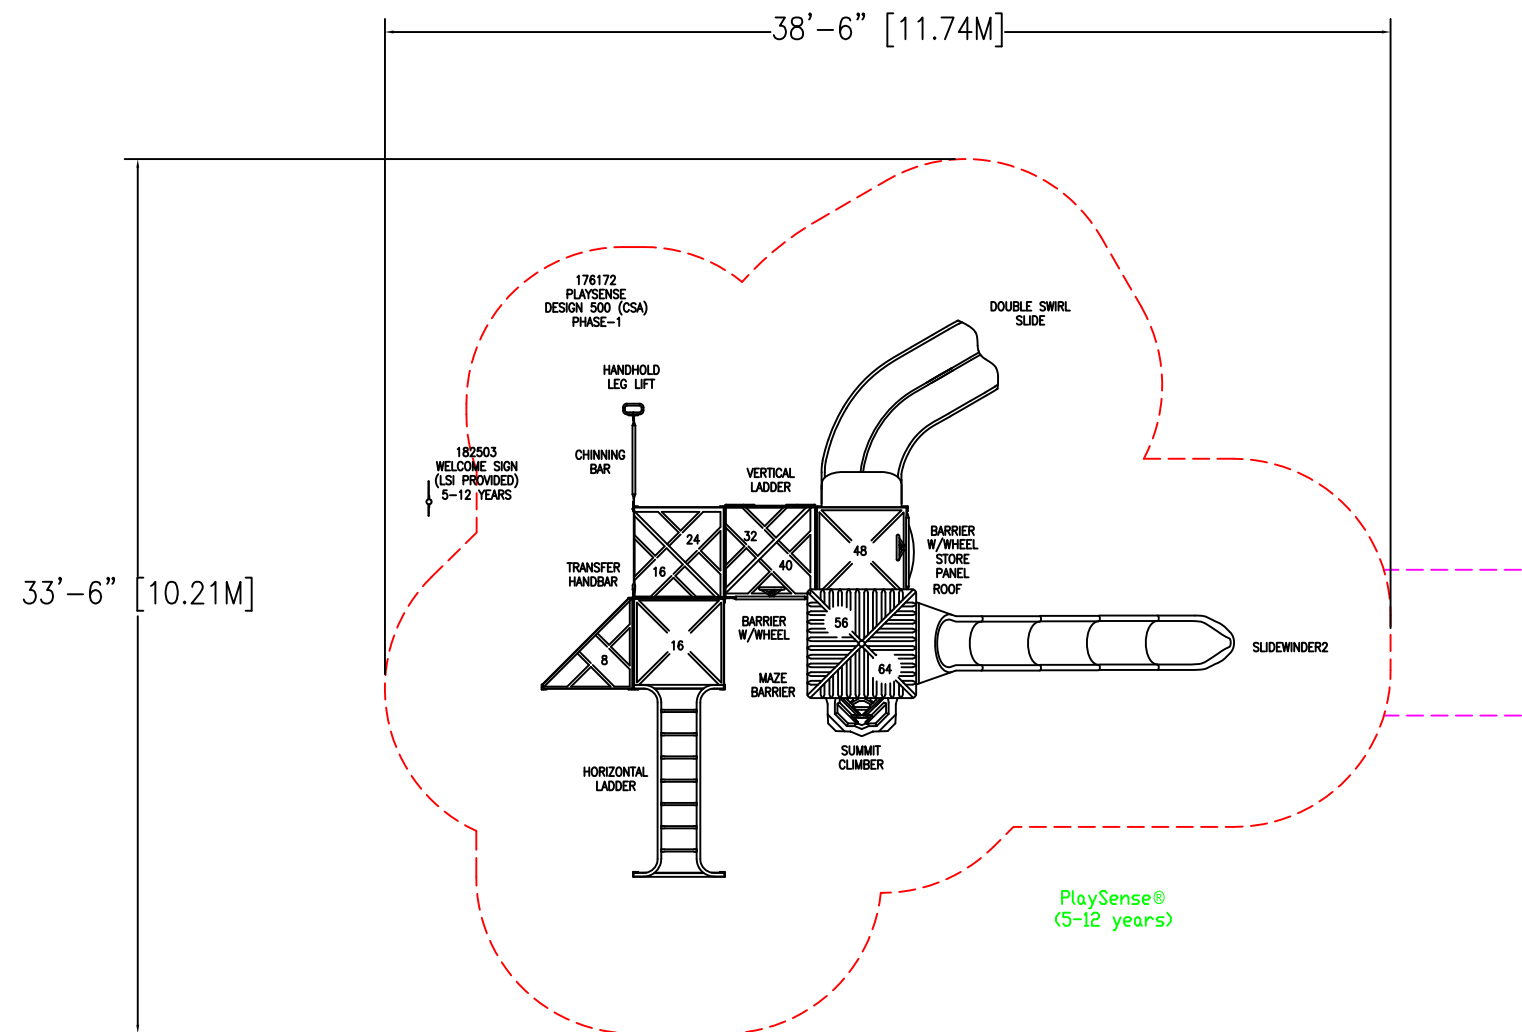 38'-6" [11.74M]
176172
PLAYSENSE
DESIGN 500 (CSA)
PHASE-1
DOUBLE SWIRL
SLIDE
HANDHOLD
LEG LIFT
182503
WELCOME SIGN
(LSI PROVIDED)
5-12 YEARS
CHINNING
BAR
VERTICAL
LADDER
24
16
32
40
48
BARRIER
W/WHEEL
STORE
PANEL
ROOF
TRANSFER
HANDBAR
33'-6" [10.21M]
8
16
BARRIER
W/WHEEL
MAZE
BARRIER
56
64
SLIDEWINDER2
SUMMIT
CLIMBER
HORIZONTAL
LADDER
PlaySense®
(5-12 years)